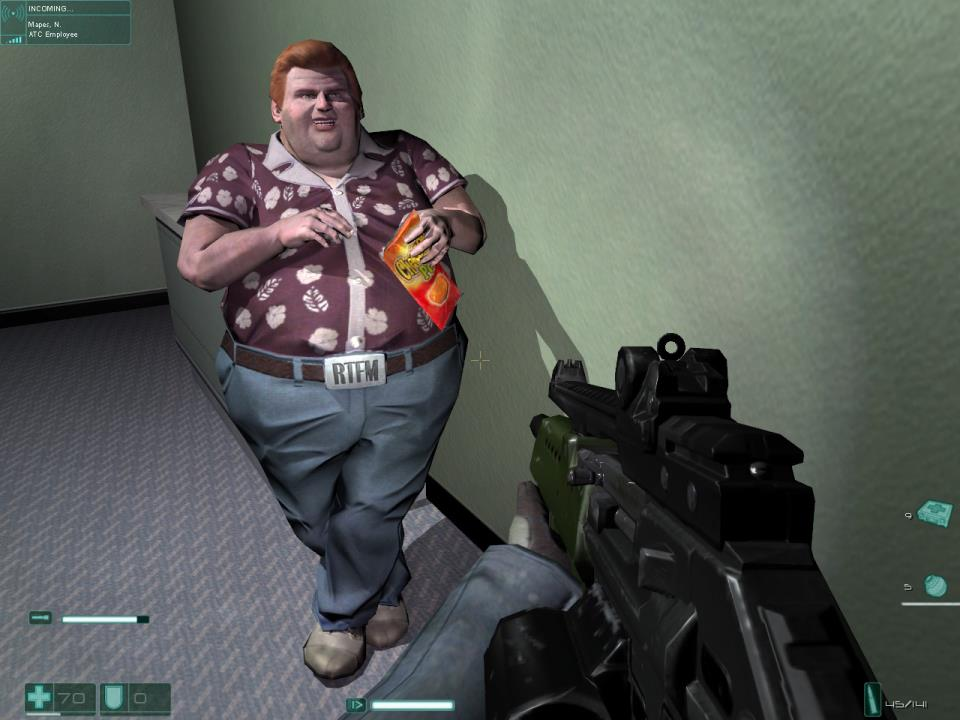 INCOMING...
Mapes, N.
ATC Employee
RTFM
9
5
70
0
45/141